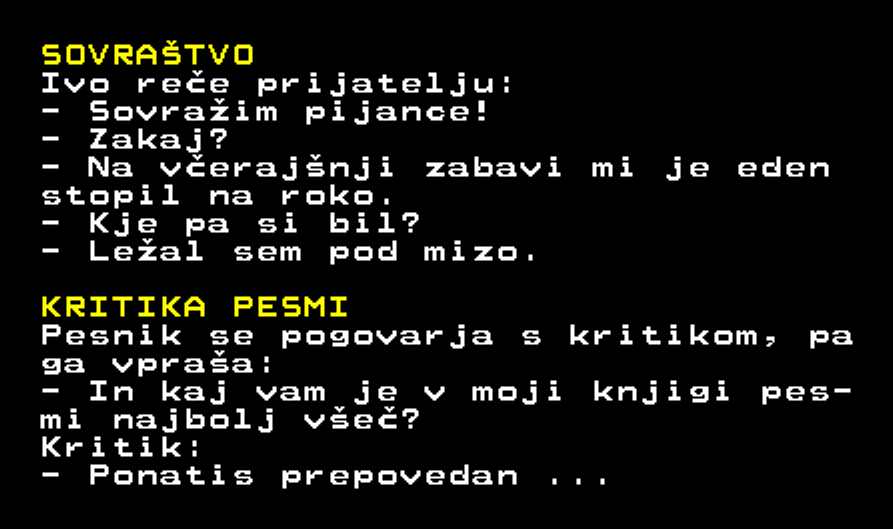 SOVRAŠTVO
Ivo reče prijatelju:
- Sovražim pijance!
- Zakaj?
- Na včerajšnji zabavi mi je eden
stopil na roko.
- Kje pa si bil?
- Ležal sem pod mizo.
KRITIKA PESMI
Pesnik se pogovarja s kritikom, pa
ga vpraša:
- In kaj vam je v moji knjigi pes-
mi najbolj všeč?
Kritik:
- Ponatis prepovedan ...